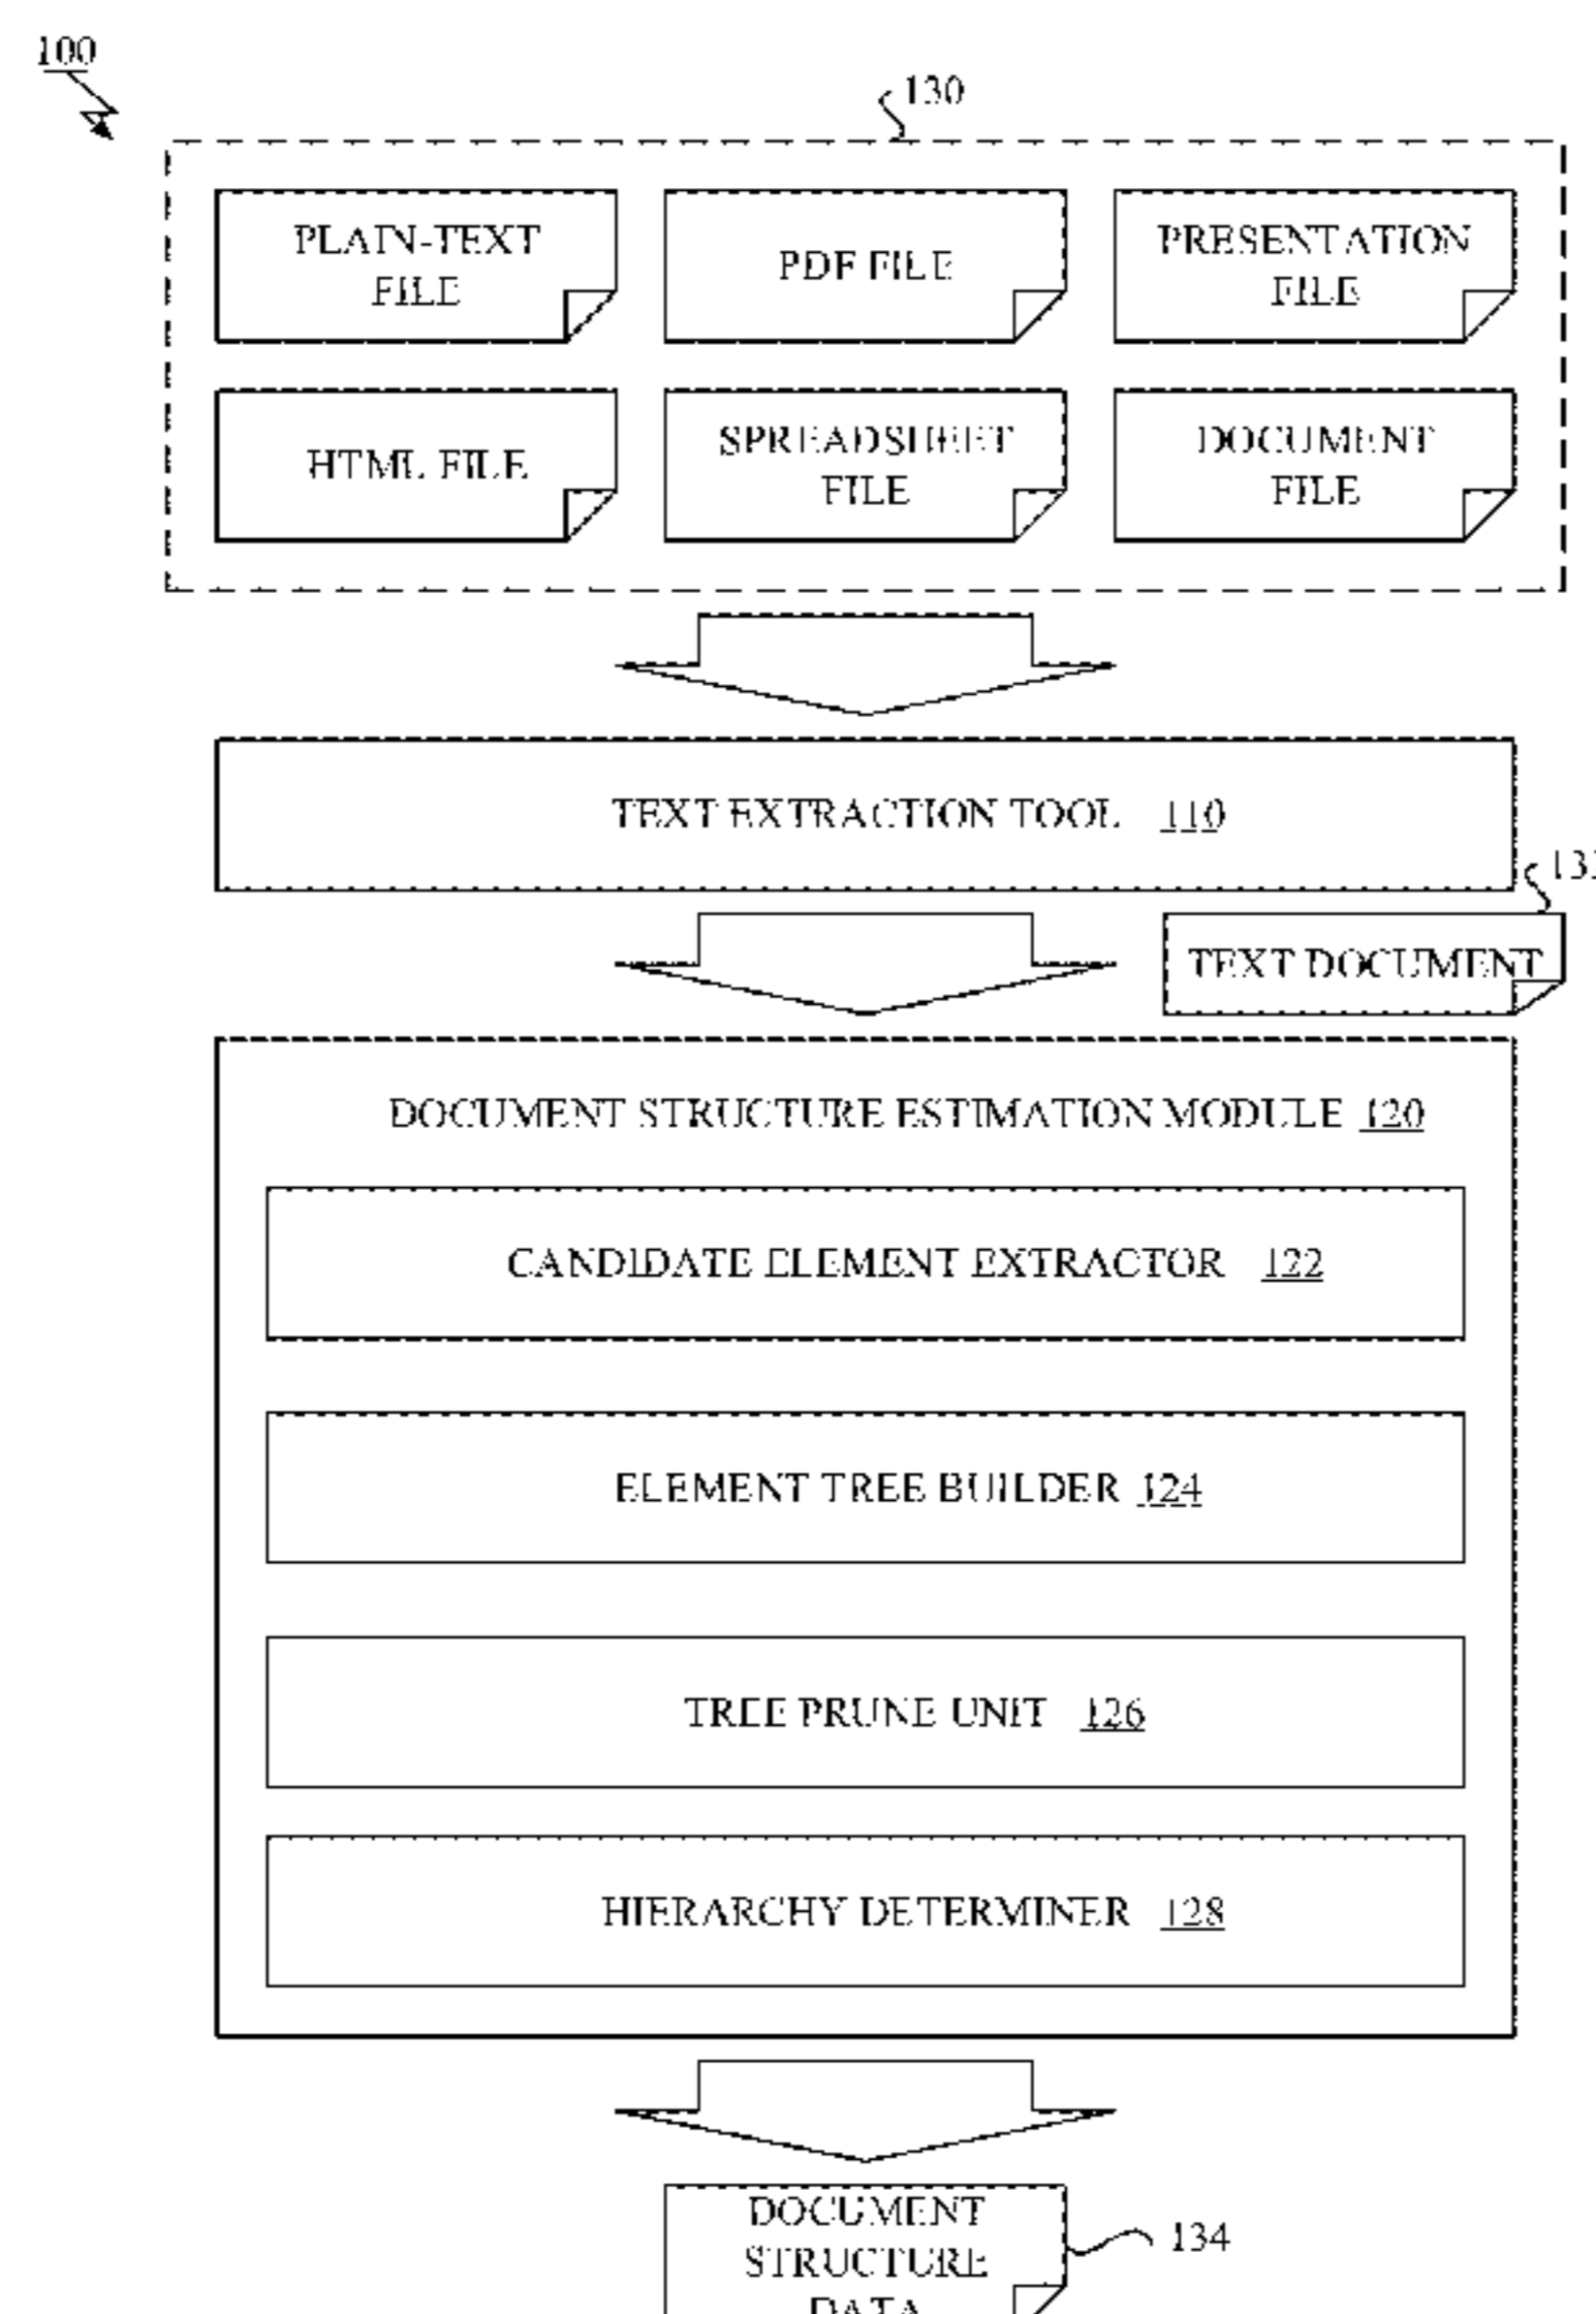 100
130
PLAIN-TEXT
FILE
PDF FILE
PRESENTATION
FILE
HTML FILE
SPREADSHEET
FILE
DOCUMENT
FILE
TEXT EXTRACTION TOOL 110
TEXT DOCUMENT
DOCUMENT STRUCTURE ESTIMATION MODULE 120
CANDIDATE ELEMENT EXTRACTOR 122
ELEMENT TREE BUILDER 124
TREE PRUNE UNIT 126
HIERARCHY DETERMINER 128
DOCUMENT
STRUCTURE
DATA
134